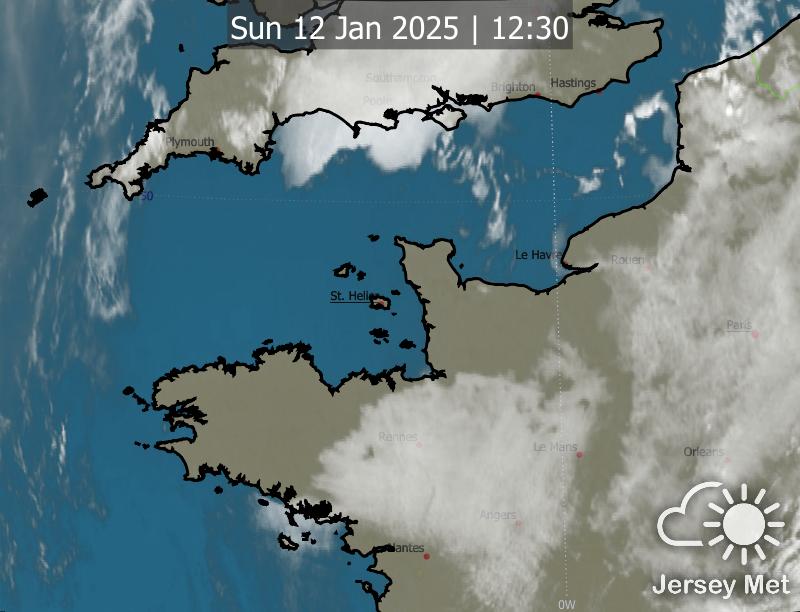 Sun 12 Jan 2025 | 12:30
Southampton
Poole
Brighton
Hastings
Plymouth
50
Le Havre
Rouen
St. Helier
Paris
Rennes
Le Mans
Orleans
Angers
Nantes
Jersey Met
0W